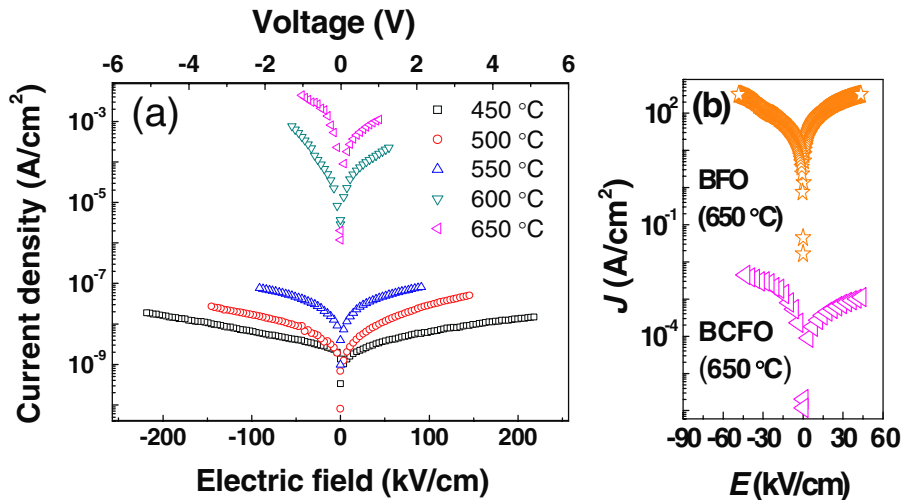 Voltage (V)
-6 -4 -2 0 2 4 6
(a)
450 °C
500 °C
550 °C
600 °C
650 °C
10⁻³
10⁻⁵
10⁻⁷
10⁻⁹
Current density (A/cm²)
-200 -100 0 100 200
Electric field (kV/cm)
(b)
BFO
(650 °C)
BCFO
(650 °C)
10²
10⁻¹
10⁻⁴
J (A/cm²)
-90 -60 -30 0 30 60
E (kV/cm)